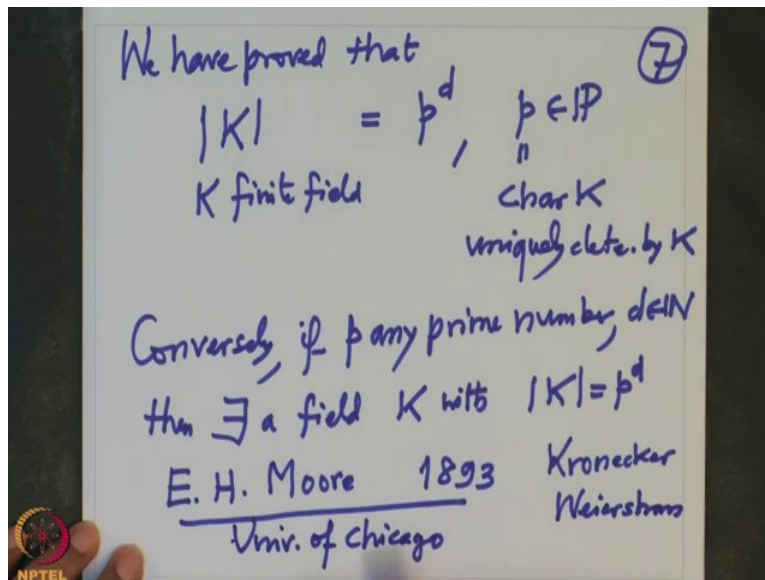 We have proved that
⑦
|K| = p^d, p ∈ ℙ
K finite field
"
char K
uniquely dete. by K
Conversely, if p any prime number, d∈ℕ
then ∃ a field K with |K| = p^d
E. H. Moore 1893
Kronecker
Weierstrass
Univ. of Chicago
NPTEL